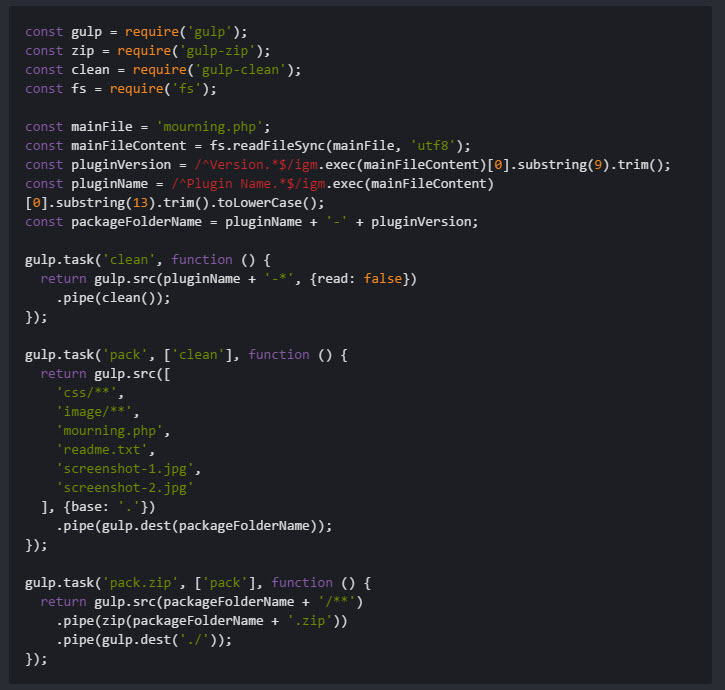 const gulp = require('gulp');
const zip = require('gulp-zip');
const clean = require('gulp-clean');
const fs = require('fs');

const mainFile = 'mourning.php';
const mainFileContent = fs.readFileSync(mainFile, 'utf8');
const pluginVersion = /^Version.*$/igm.exec(mainFileContent)[0].substring(9).trim();
const pluginName = /^Plugin Name.*$/igm.exec(mainFileContent)
[0].substring(13).trim().toLowerCase();
const packageFolderName = pluginName + '-' + pluginVersion;

gulp.task('clean', function () {
  return gulp.src(pluginName + '-*', {read: false})
    .pipe(clean());
});

gulp.task('pack', ['clean'], function () {
  return gulp.src([
    'css/**',
    'image/**',
    'mourning.php',
    'readme.txt',
    'screenshot-1.jpg',
    'screenshot-2.jpg'
  ], {base: '.'})
    .pipe(gulp.dest(packageFolderName));
});

gulp.task('pack.zip', ['pack'], function () {
  return gulp.src(packageFolderName + '/**')
    .pipe(zip(packageFolderName + '.zip'))
    .pipe(gulp.dest('./'));
});